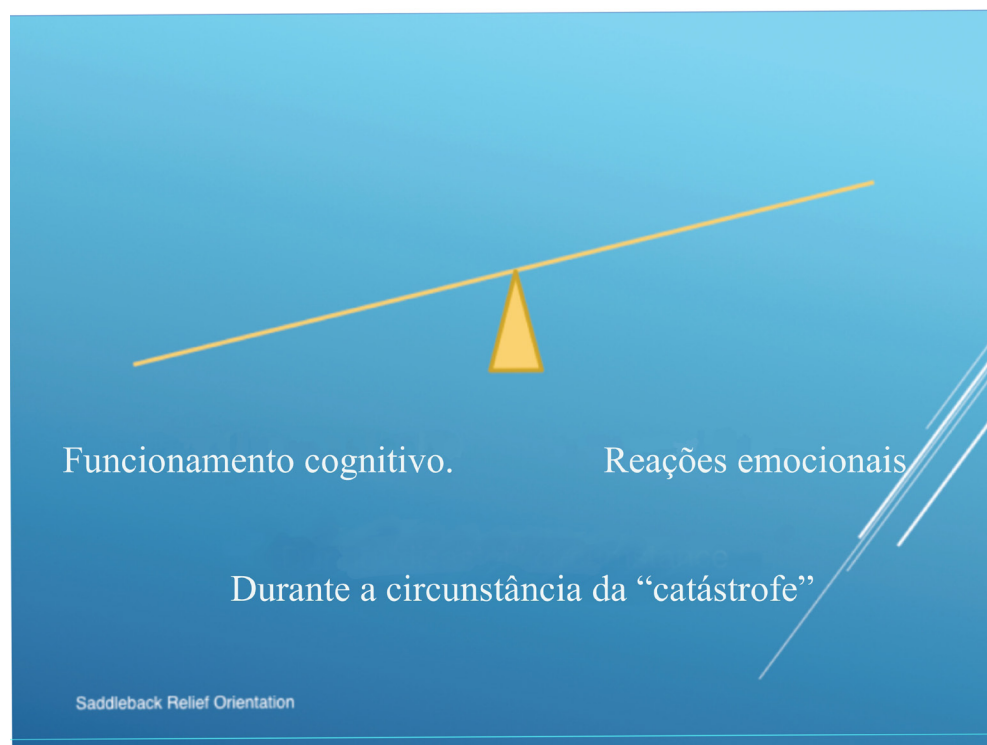 Funcionamento cognitivo. Reações emocionais
Durante a circunstância da “catástrofe”
Saddleback Relief Orientation